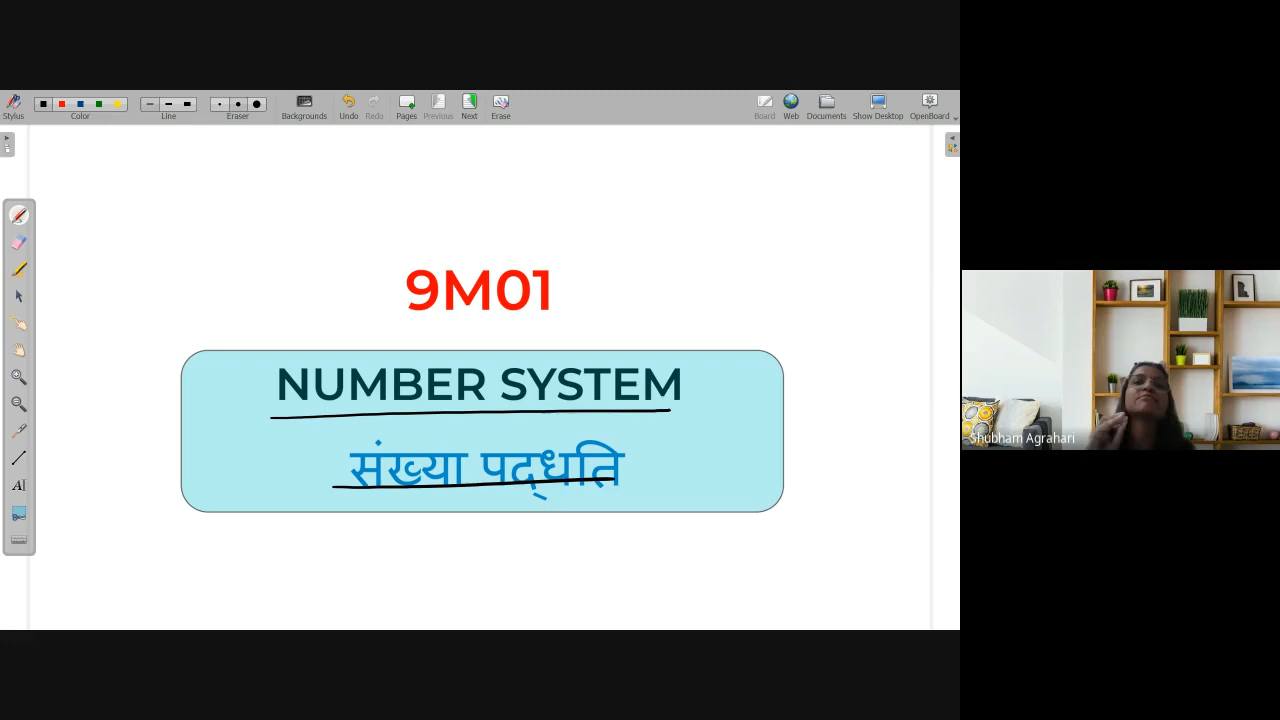 Stylus
Color
Line
Eraser
Backgrounds
Undo
Redo
Pages
Previous
Next
Erase
Board
Web
Documents
Show Desktop
OpenBoard
9M01
NUMBER SYSTEM
संख्या पद्धति
Shubham Agrahari